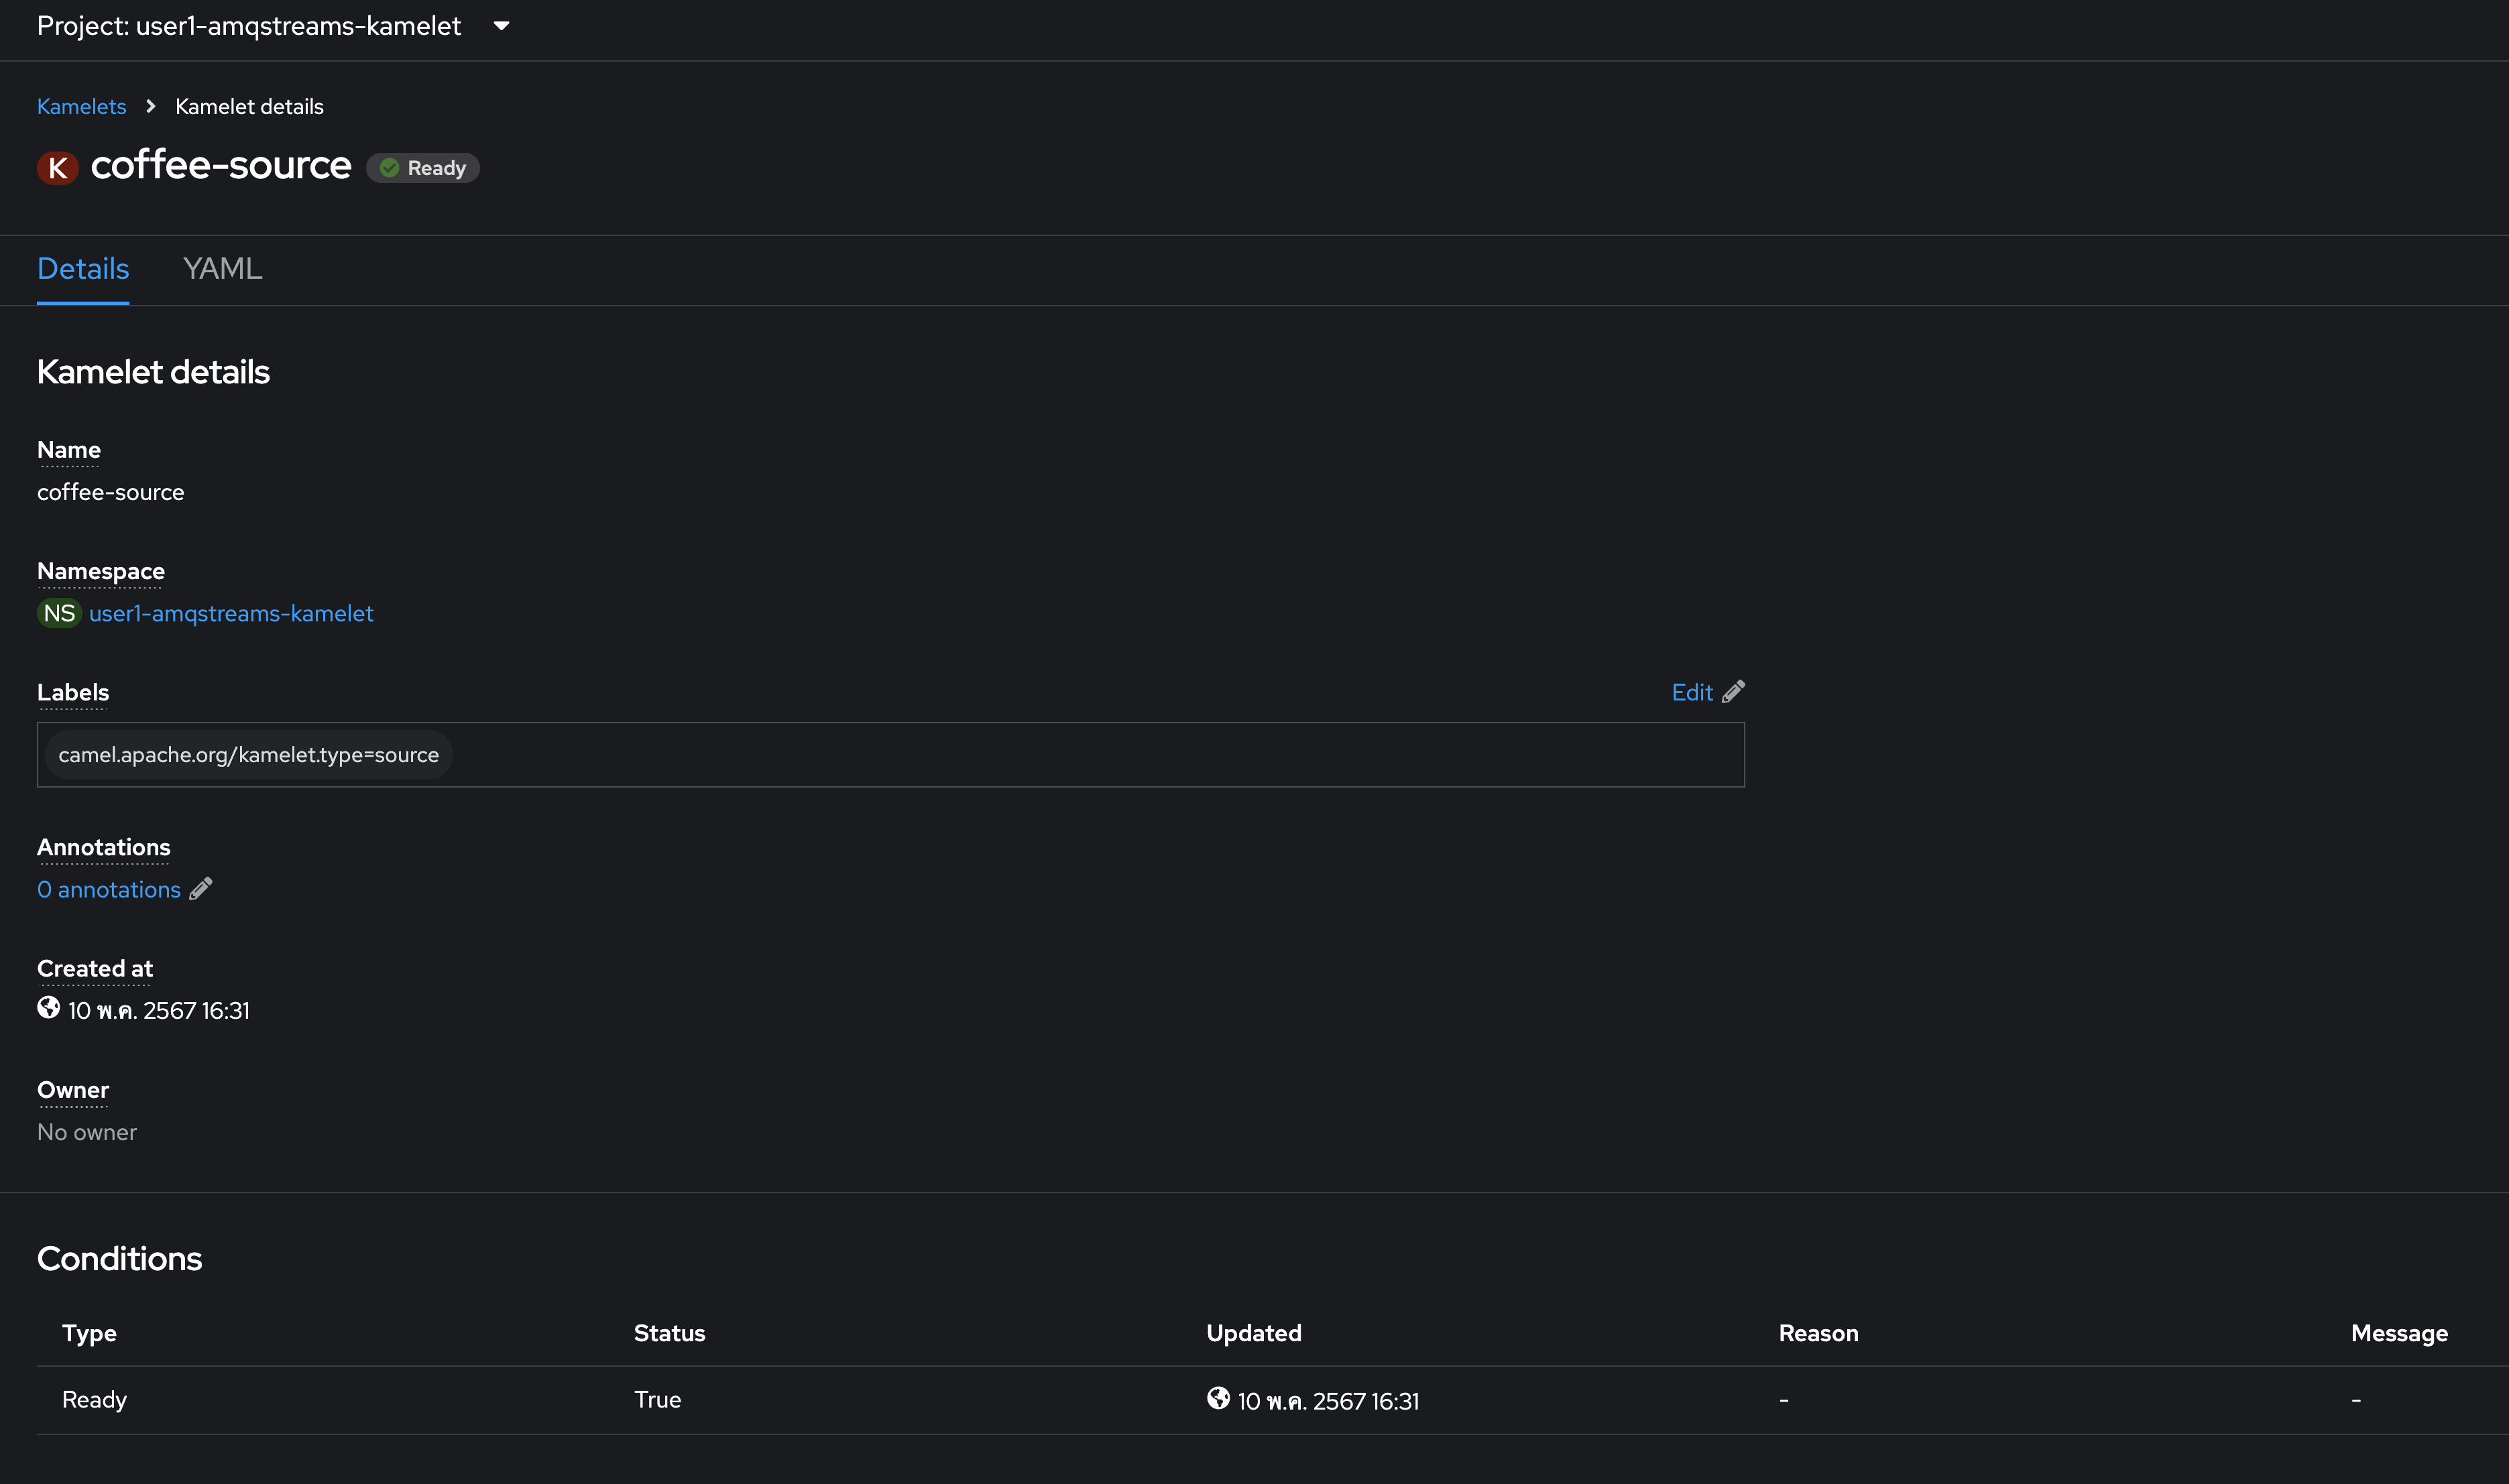 Project: user1-amqstreams-kamelet
Kamelets > Kamelet details
K coffee-source Ready
Details YAML
Kamelet details
Name
coffee-source
Namespace
NS user1-amqstreams-kamelet
Labels Edit
camel.apache.org/kamelet.type=source
Annotations
0 annotations
Created at
10 พ.ค. 2567 16:31
Owner
No owner
Conditions
Type Status Updated Reason Message
Ready True 10 พ.ค. 2567 16:31 - -